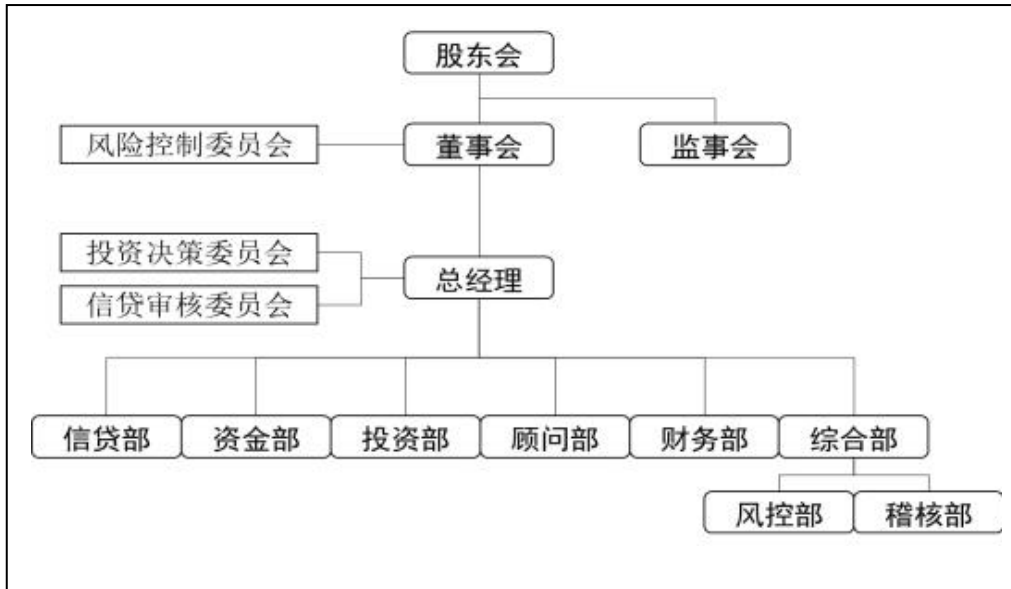 股东会
风险控制委员会
董事会
监事会
投资决策委员会
总经理
信贷审核委员会
信贷部
资金部
投资部
顾问部
财务部
综合部
风控部
稽核部